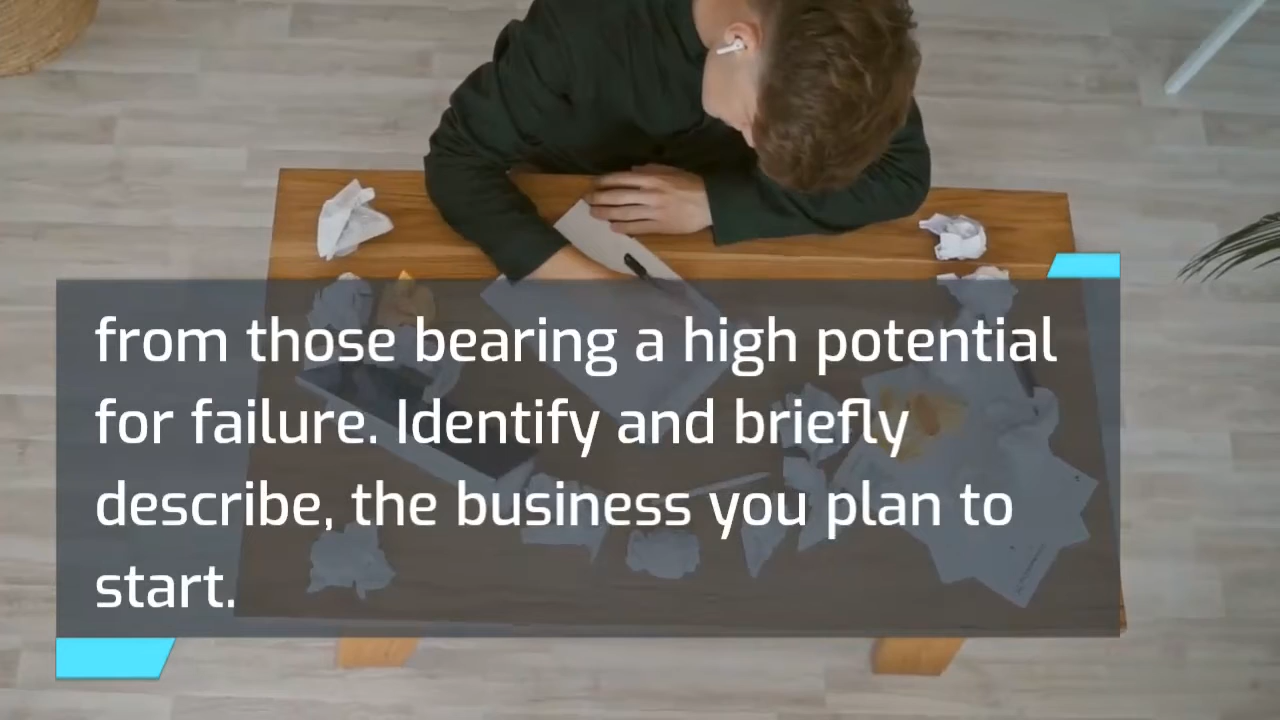 from those bearing a high potential
for failure. Identify and briefly
describe, the business you plan to
start.